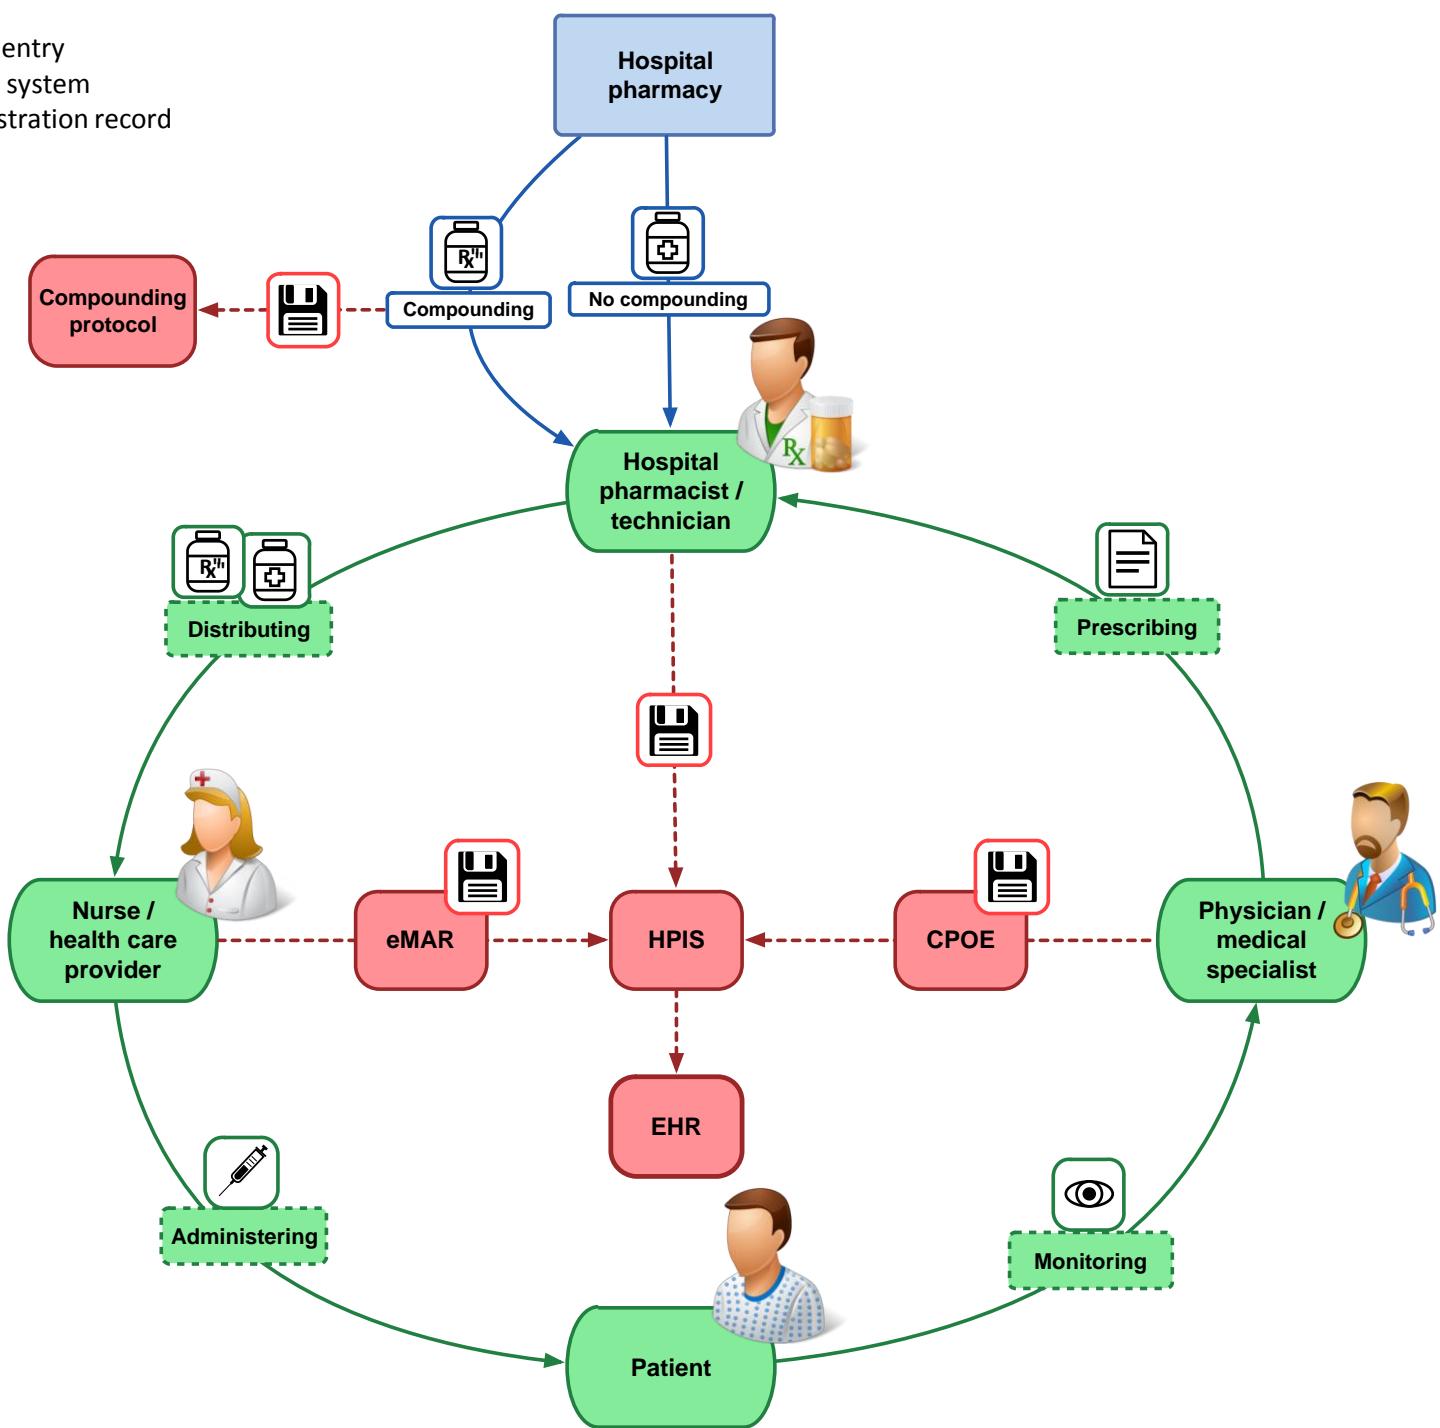 entry
system
stration record
Hospital
pharmacy
Compounding
protocol
Compounding
No compounding
Hospital
pharmacist /
technician
Distributing
Prescribing
Nurse /
health care
provider
eMAR
HPIS
CPOE
Physician /
medical
specialist
EHR
Administering
Monitoring
Patient